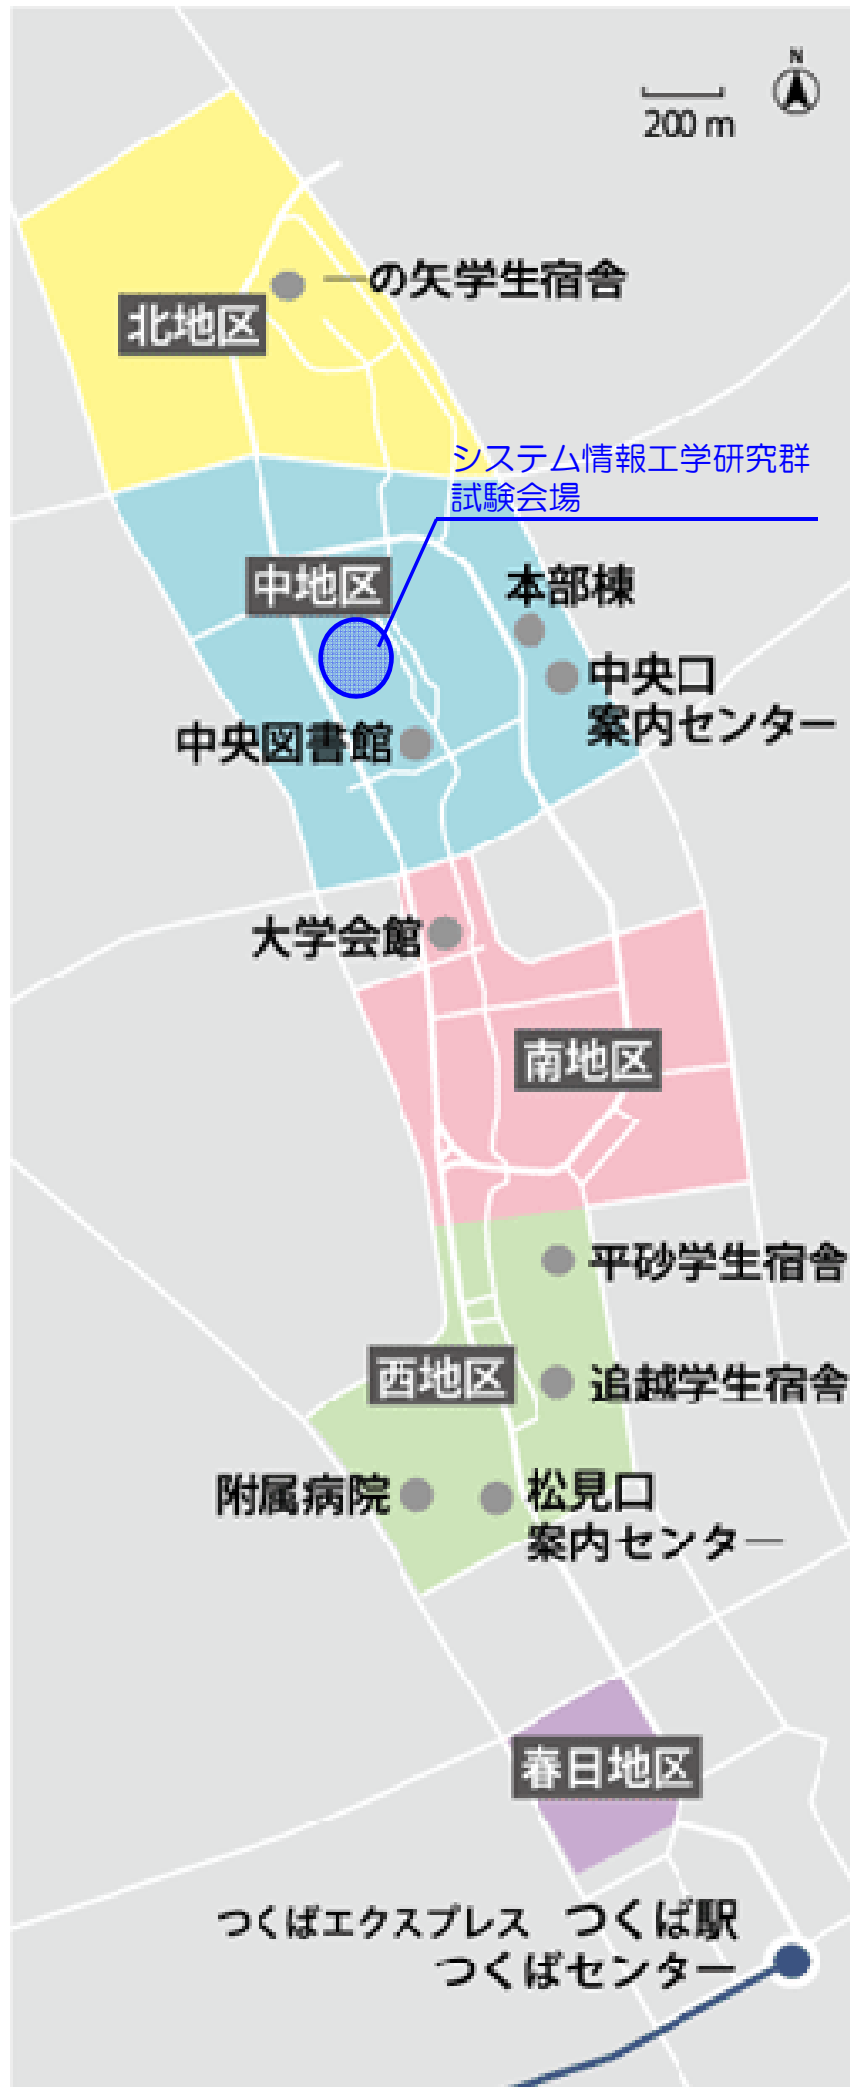 N
200 m
一の矢学生宿舎
北地区
システム情報工学研究群
試験会場
中地区
本部棟
中央口
案内センター
中央図書館
大学会館
南地区
平砂学生宿舎
西地区
追越学生宿舎
附属病院
松見口
案内センター
春日地区
つくばエクスプレス つくば駅
つくばセンター